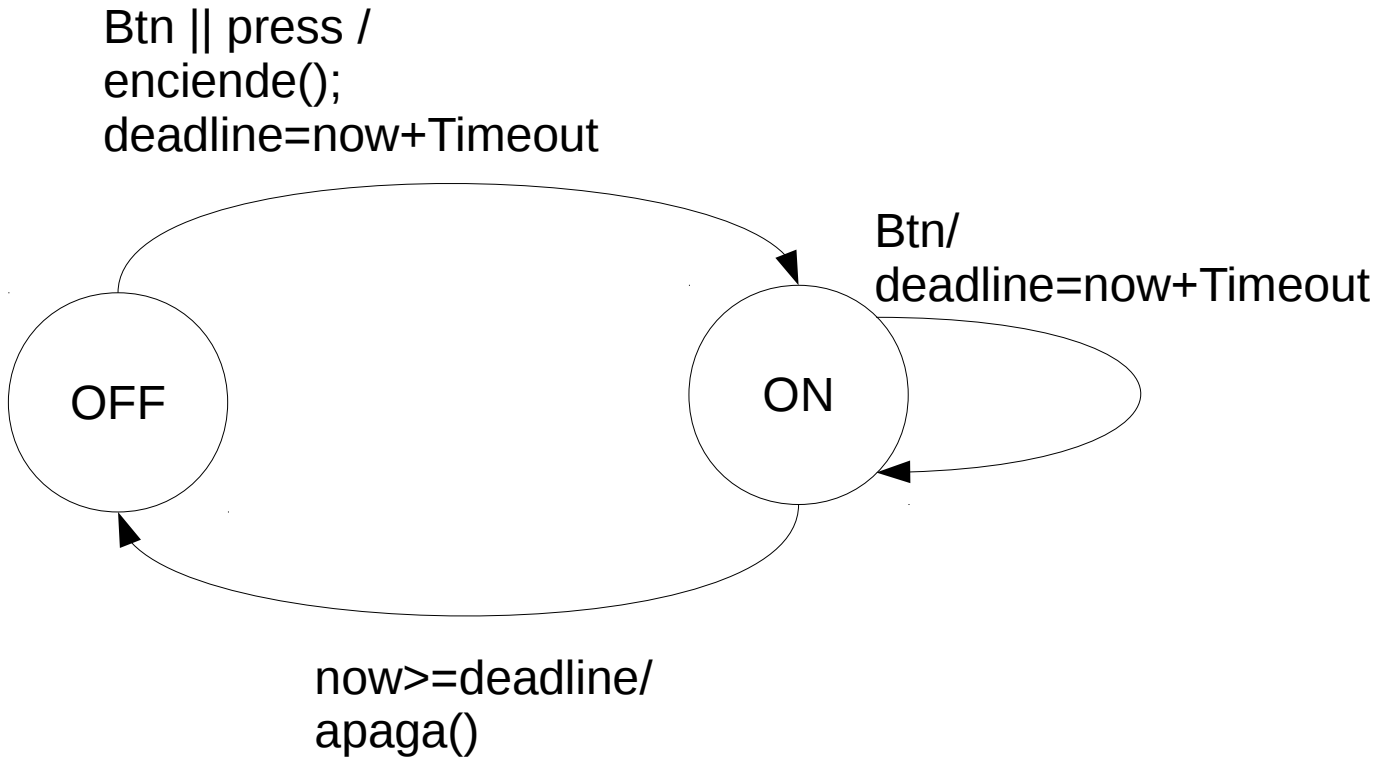 Btn || press /
enciende();
deadline=now+Timeout
Btn/
deadline=now+Timeout
OFF
ON
now>=deadline/
apaga()